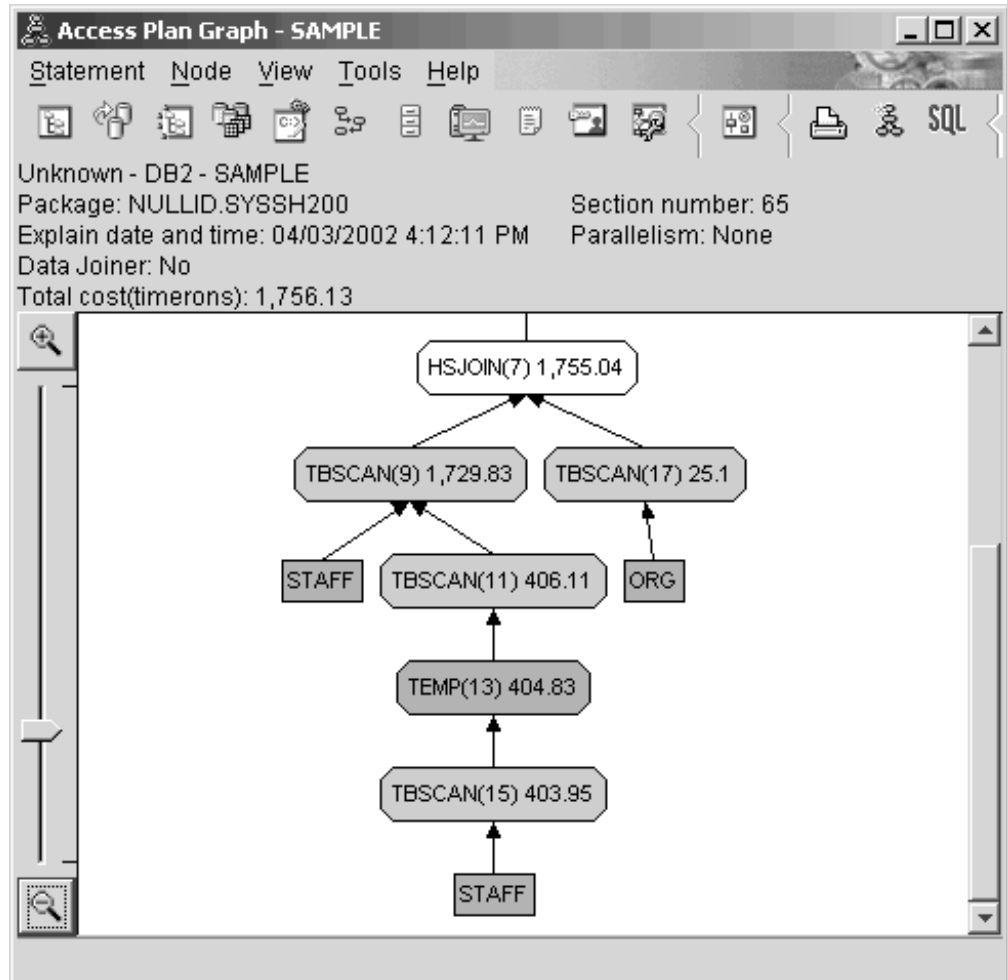 Access Plan Graph - SAMPLE
Statement Node View Tools Help
SQL
Unknown - DB2 - SAMPLE
Package: NULLID.SYSSH200 Section number: 65
Explain date and time: 04/03/2002 4:12:11 PM Parallelism: None
Data Joiner: No
Total cost(timerons): 1,756.13
HSJOIN(7) 1,755.04
TBSCAN(9) 1,729.83 TBSCAN(17) 25.1
STAFF TBSCAN(11) 406.11 ORG
TEMP(13) 404.83
TBSCAN(15) 403.95
STAFF